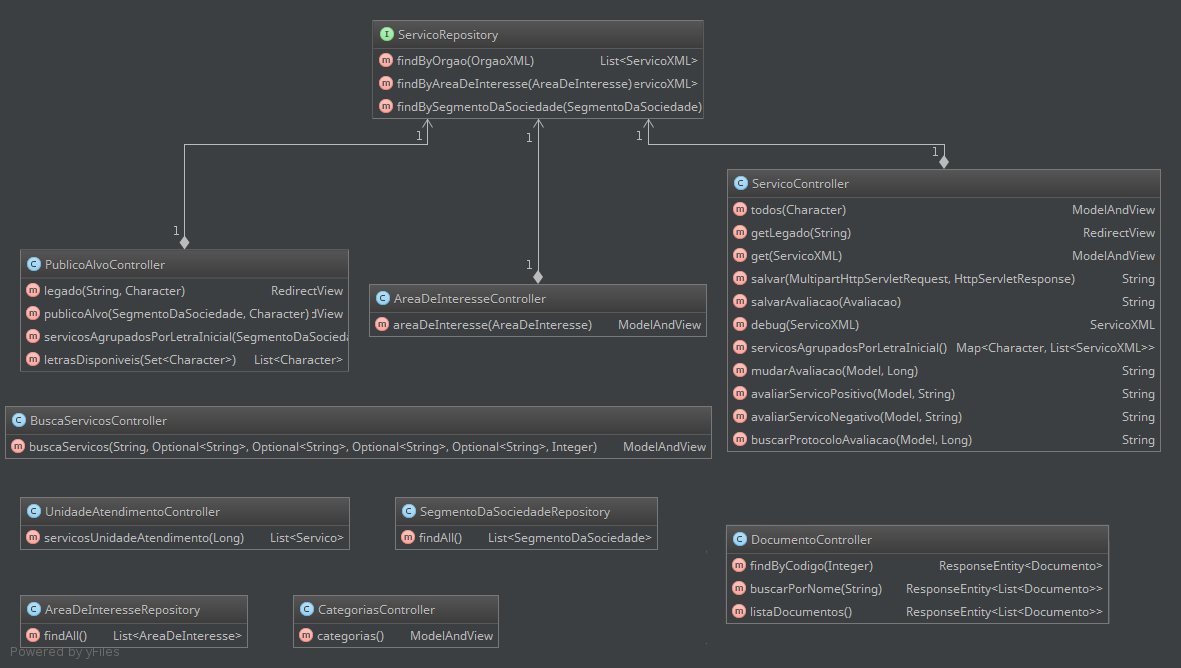 ServicoRepository
findByOrgao(OrgaoXML) List<ServicoXML>
findByAreaDeInteresse(AreaDeInteresse) ervicoXML>
findBySegmentoDaSociedade(SegmentoDaSociedade)
1
1
1
1
ServicoController
todos(Character) ModelAndView
getLegado(String) RedirectView
get(ServicoXML) ModelAndView
salvar(MultipartHttpServletRequest, HttpServletResponse) String
salvarAvaliacao(Avaliacao) String
debug(ServicoXML) ServicoXML
servicosAgrupadosPorLetraInicial() Map<Character, List<ServicoXML>>
mudarAvaliacao(Model, Long) String
avaliarServicoPositivo(Model, String) String
avaliarServicoNegativo(Model, String) String
buscarProtocoloAvaliacao(Model, Long) String
1
PublicoAlvoController
legado(String, Character) RedirectView
publicoAlvo(SegmentoDaSociedade, Character) dView
servicosAgrupadosPorLetraInicial(SegmentoDaSocieda
letrasDisponiveis(Set<Character>) List<Character>
1
AreaDeInteresseController
areaDeInteresse(AreaDeInteresse) ModelAndView
BuscaServicosController
buscaServicos(String, Optional<String>, Optional<String>, Optional<String>, Optional<String>, Integer) ModelAndView
UnidadeAtendimentoController
servicosUnidadeAtendimento(Long) List<Servico>
SegmentoDaSociedadeRepository
findAll() List<SegmentoDaSociedade>
DocumentoController
findByCodigo(Integer) ResponseEntity<Documento>
buscarPorNome(String) ResponseEntity<List<Documento>>
listaDocumentos() ResponseEntity<List<Documento>>
AreaDeInteresseRepository
findAll() List<AreaDeInteresse>
CategoriasController
categorias() ModelAndView
Powered by yFiles